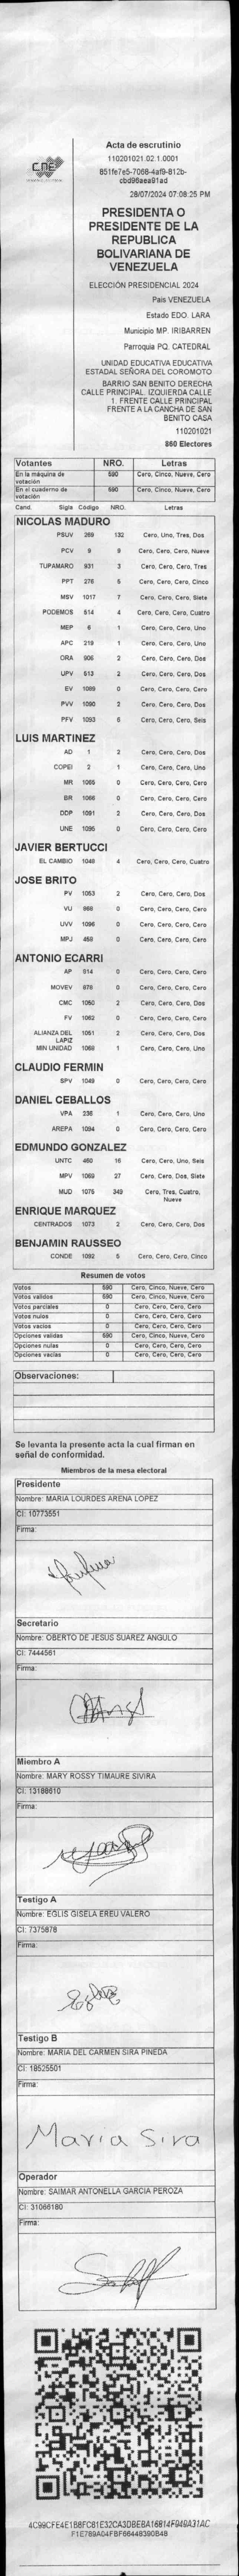 CNE
Acta de escrutinio
110201021.02.1.0001
851fe7e5-7068-4af9-812b-
cbd96aea91ad
28/07/2024 07:08:25 PM
PRESIDENTA O
PRESIDENTE DE LA
REPUBLICA
BOLIVARIANA DE
VENEZUELA
ELECCIÓN PRESIDENCIAL 2024
Pais VENEZUELA
Estado EDO. LARA
Municipio MP. IRIBARREN
Parroquia PQ. CATEDRAL
UNIDAD EDUCATIVA EDUCATIVA
ESTADAL SEÑORA DEL COROMOTO
BARRIO SAN BENITO DERECHA
CALLE PRINCIPAL. IZQUIERDA CALLE
1. FRENTE CALLE PRINCIPAL
FRENTE A LA CANCHA DE SAN
BENITO CASA
110201021
860 Electores
Votantes NRO. Letras
En la máquina de votación 590 Cero, Cinco, Nueve, Cero
En el cuaderno de votación 590 Cero, Cinco, Nueve, Cero
Cand. Sigla Código NRO. Letras
NICOLAS MADURO
PSUV 269 132 Cero, Uno, Tres, Dos
PCV 9 9 Cero, Cero, Cero, Nueve
TUPAMARO 931 3 Cero, Cero, Cero, Tres
PPT 276 5 Cero, Cero, Cero, Cinco
MSV 1017 7 Cero, Cero, Cero, Siete
PODEMOS 514 4 Cero, Cero, Cero, Cuatro
MEP 6 1 Cero, Cero, Cero, Uno
APC 219 1 Cero, Cero, Cero, Uno
ORA 906 2 Cero, Cero, Cero, Dos
UPV 513 2 Cero, Cero, Cero, Dos
EV 1089 0 Cero, Cero, Cero, Cero
PVV 1090 2 Cero, Cero, Cero, Dos
PFV 1093 6 Cero, Cero, Cero, Seis
LUIS MARTINEZ
AD 1 2 Cero, Cero, Cero, Dos
COPEI 2 1 Cero, Cero, Cero, Uno
MR 1065 0 Cero, Cero, Cero, Cero
BR 1066 0 Cero, Cero, Cero, Cero
DDP 1091 2 Cero, Cero, Cero, Dos
UNE 1095 0 Cero, Cero, Cero, Cero
JAVIER BERTUCCI
EL CAMBIO 1048 4 Cero, Cero, Cero, Cuatro
JOSE BRITO
PV 1053 2 Cero, Cero, Cero, Dos
VU 868 0 Cero, Cero, Cero, Cero
UVV 1096 0 Cero, Cero, Cero, Cero
MPJ 458 0 Cero, Cero, Cero, Cero
ANTONIO ECARRI
AP 814 0 Cero, Cero, Cero, Cero
MOVEV 878 0 Cero, Cero, Cero, Cero
CMC 1050 2 Cero, Cero, Cero, Dos
FV 1062 0 Cero, Cero, Cero, Cero
ALIANZA DEL LAPIZ 1051 2 Cero, Cero, Cero, Dos
MIN UNIDAD 1069 1 Cero, Cero, Cero, Uno
CLAUDIO FERMIN
SPV 1049 0 Cero, Cero, Cero, Cero
DANIEL CEBALLOS
VPA 236 1 Cero, Cero, Cero, Uno
AREPA 1094 0 Cero, Cero, Cero, Cero
EDMUNDO GONZALEZ
UNTC 460 16 Cero, Cero, Uno, Seis
MPV 1069 27 Cero, Cero, Dos, Siete
MUD 1075 349 Cero, Tres, Cuatro, Nueve
ENRIQUE MARQUEZ
CENTRADOS 1073 2 Cero, Cero, Cero, Dos
BENJAMIN RAUSSEO
CONDE 1092 5 Cero, Cero, Cero, Cinco
Resumen de votos
Votos 590 Cero, Cinco, Nueve, Cero
Votos validos 590 Cero, Cinco, Nueve, Cero
Votos parciales 0 Cero, Cero, Cero, Cero
Votos nulos 0 Cero, Cero, Cero, Cero
Votos vacios 0 Cero, Cero, Cero, Cero
Opciones validas 590 Cero, Cinco, Nueve, Cero
Opciones nulas 0 Cero, Cero, Cero, Cero
Opciones vacias 0 Cero, Cero, Cero, Cero
Observaciones:
Se levanta la presente acta la cual firman en
señal de conformidad.
Miembros de la mesa electoral
Presidente
Nombre: MARIA LOURDES ARENA LOPEZ
CI: 10773551
Firma:
Secretario
Nombre: OBERTO DE JESUS SUAREZ ANGULO
CI: 7444561
Firma:
Miembro A
Nombre: MARY ROSSY TIMAURE SIVIRA
CI: 13188610
Firma:
Testigo A
Nombre: EGLIS GISELA EREU VALERO
CI: 7375878
Firma:
Testigo B
Nombre: MARIA DEL CARMEN SIRA PINEDA
CI: 18525501
Firma:
Maria Sira
Operador
Nombre: SAIMAR ANTONELLA GARCIA PEROZA
CI: 31066180
Firma:
4C99CFE4E1B8FC81E32CA3DBEBA16814F949A31AC
F1E789A04FBF66448390B48